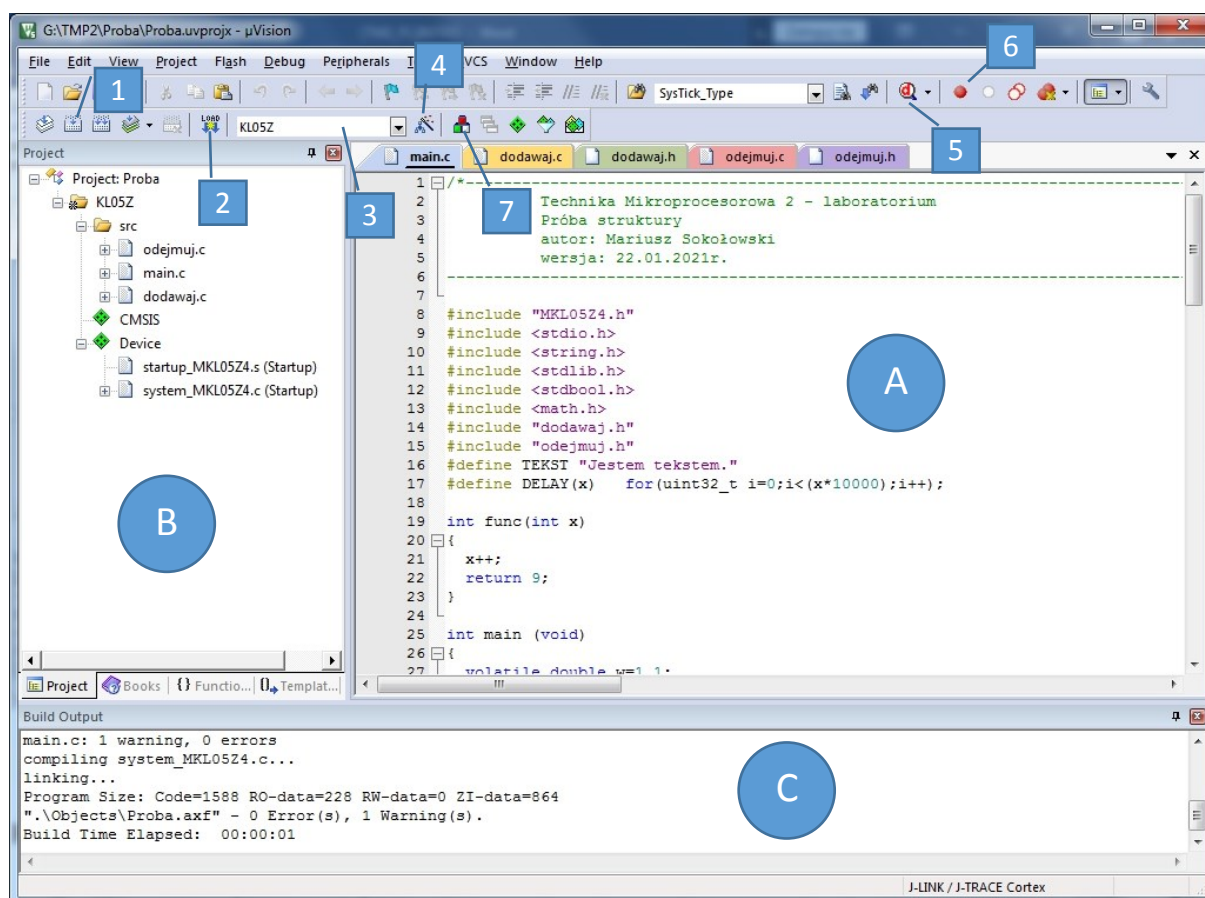 G:\TMP2\Proba\Proba.uvprojx - µVision
File Edit View Project Flash Debug Peripherals VCS Window Help
1
4
6
SysTick_Type
LOAD
KL05Z
2
3
7
5
Project
main.c dodawaj.c dodawaj.h odejmuj.c odejmuj.h
Project: Proba
KL05Z
src
odejmuj.c
main.c
dodawaj.c
CMSIS
Device
startup_MKL05Z4.s (Startup)
system_MKL05Z4.c (Startup)
B
1 /*----------------------------------------------------------------------------
2 Technika Mikroprocesorowa 2 - laboratorium
3 Próba struktury
4 autor: Mariusz Sokołowski
5 wersja: 22.01.2021r.
6 ------------------------------------------------------------------------------
7
8 #include "MKL05Z4.h"
9 #include <stdio.h>
10 #include <string.h>
11 #include <stdlib.h>
12 #include <stdbool.h>
13 #include <math.h>
14 #include "dodawaj.h"
15 #include "odejmuj.h"
16 #define TEKST "Jestem tekstem."
17 #define DELAY(x) for(uint32_t i=0;i<(x*10000);i++);
18
19 int func(int x)
20 {
21 x++;
22 return 9;
23 }
24
25 int main (void)
26 {
27 volatile double w=1.1;
A
Project Books {} Functio... Templat...
Build Output
main.c: 1 warning, 0 errors
compiling system_MKL05Z4.c...
linking...
Program Size: Code=1588 RO-data=228 RW-data=0 ZI-data=864
".\Objects\Proba.axf" - 0 Error(s), 1 Warning(s).
Build Time Elapsed: 00:00:01
C
J-LINK / J-TRACE Cortex